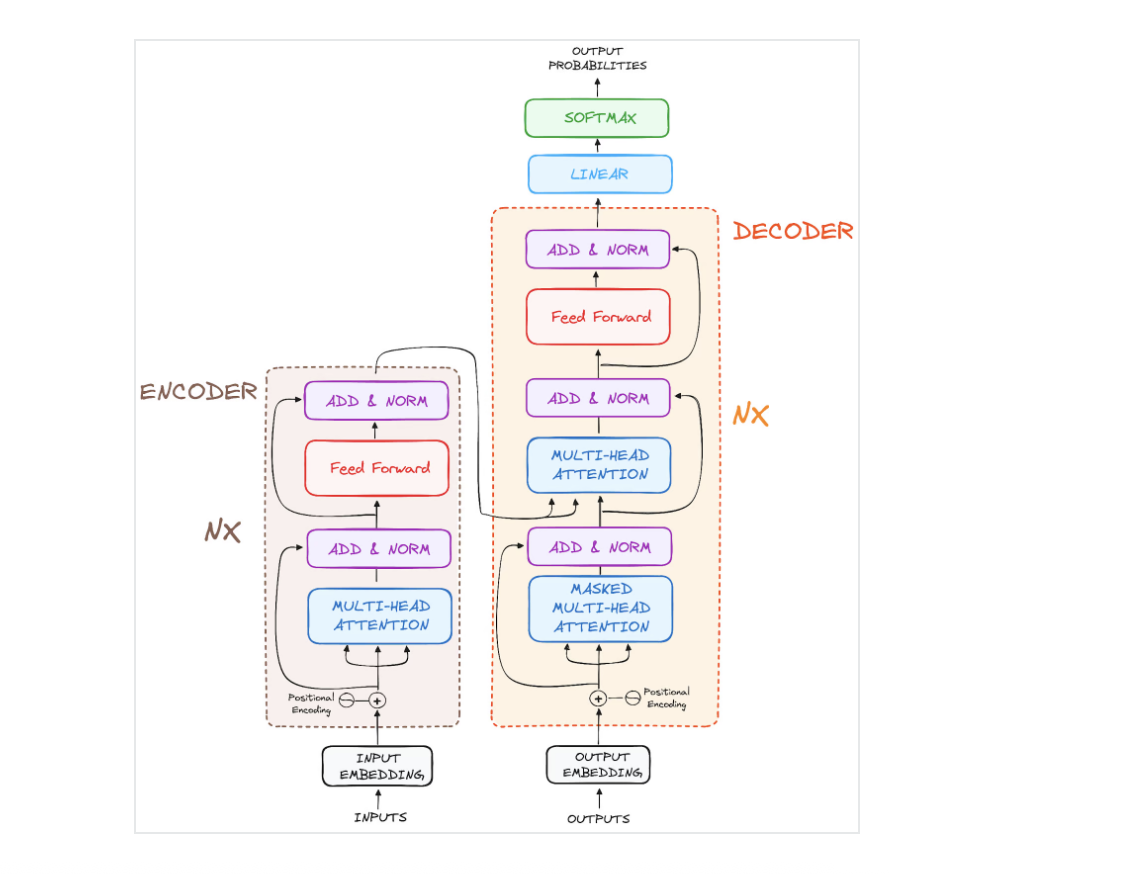 OUTPUT
PROBABILITIES
SOFTMAX
LINEAR
DECODER
ADD & NORM
Feed Forward
ADD & NORM
NX
MULTI-HEAD
ATTENTION
ADD & NORM
MASKED
MULTI-HEAD
ATTENTION
Positional
Encoding
OUTPUT
EMBEDDING
OUTPUTS
ENCODER
ADD & NORM
Feed Forward
NX
ADD & NORM
MULTI-HEAD
ATTENTION
Positional
Encoding
INPUT
EMBEDDING
INPUTS